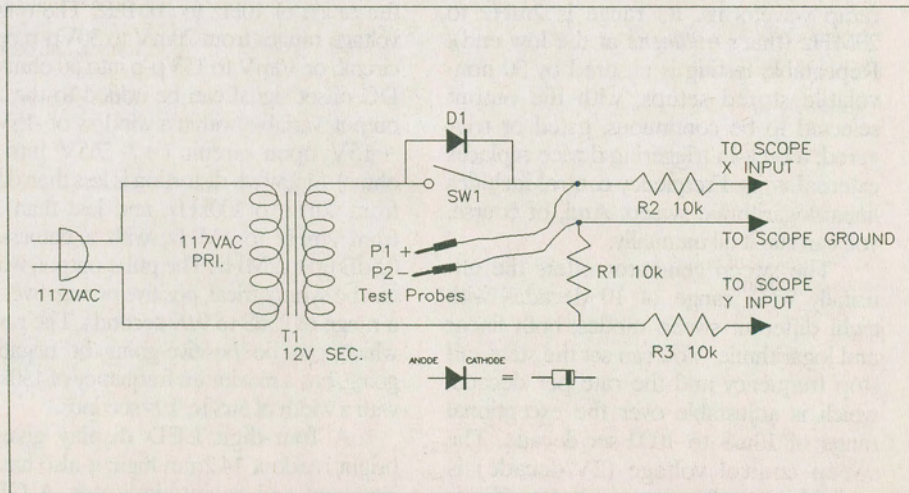 D1
SW1
TO SCOPE
X INPUT
R2 10k
117VAC
PRI.
P1
P2
Test Probes
TO SCOPE GROUND
R1 10k
117VAC
TO SCOPE
Y INPUT
T1
12V SEC.
R3 10k
ANODE
CATHODE
=